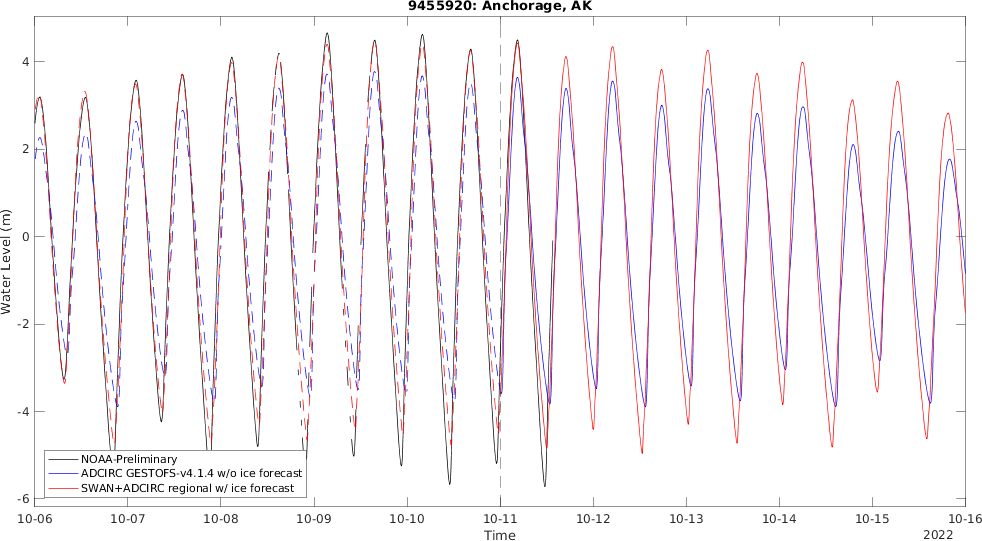 9455920: Anchorage, AK
4
2
0
-2
-4
-6
Water Level (m)
NOAA-Preliminary
ADCIRC GESTOFS-v4.1.4 w/o ice forecast
SWAN+ADCIRC regional w/ ice forecast
10-06 10-07 10-08 10-09 10-10 10-11 10-12 10-13 10-14 10-15 10-16
Time
2022